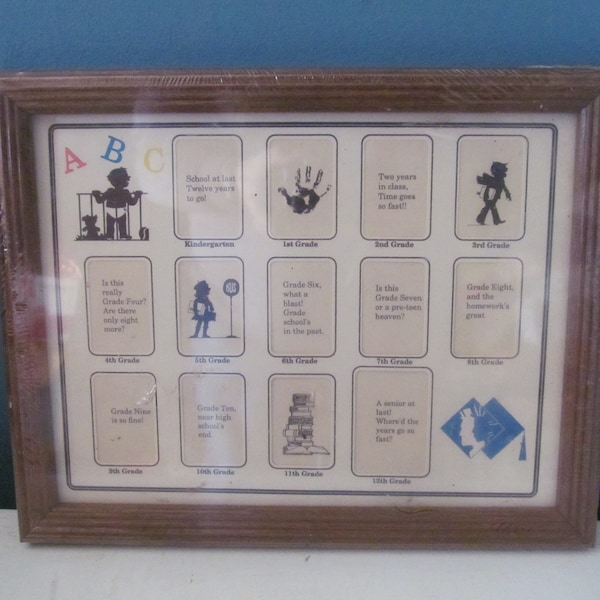 A B C
School at last
Twelve years
to go!
Kindergarten
1st Grade
Two years
in class,
Time goes
so fast!!
2nd Grade
3rd Grade
Is this
really
Grade Four?
Are there
only eight
more?
4th Grade
BUS
5th Grade
Grade Six,
what a
blast!
Grade
school's
in the past.
6th Grade
Is this
Grade Seven
or a pre-teen
heaven?
7th Grade
Grade Eight,
and the
homework's
great
8th Grade
Grade Nine
is so fine!
9th Grade
Grade Ten,
near high
school's
end.
10th Grade
11th Grade
A senior at
last!
Where'd the
years go so
fast?
12th Grade